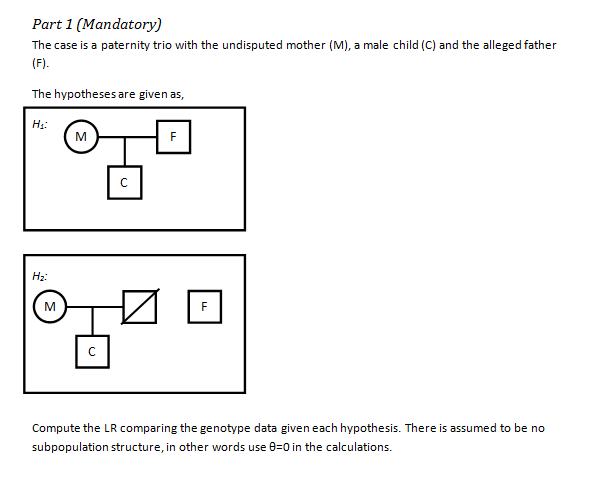 Part 1 (Mandatory)
The case is a paternity trio with the undisputed mother (M), a male child (C) and the alleged father
(F).
The hypotheses are given as,
H₁:
M
F
C
H₂:
M
F
C
Compute the LR comparing the genotype data given each hypothesis. There is assumed to be no
subpopulation structure, in other words use θ=0 in the calculations.